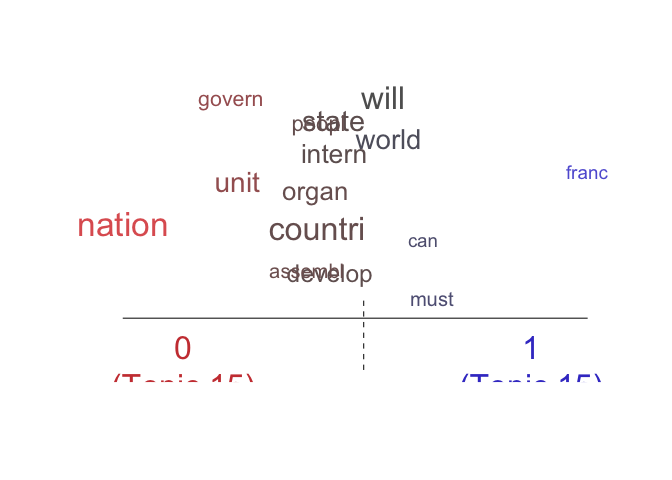 will
govern
state
peopl
world
intern
franc
unit
organ
nation
countri
can
assembl
develop
must
0 1
(Topic 15) (Topic 15)